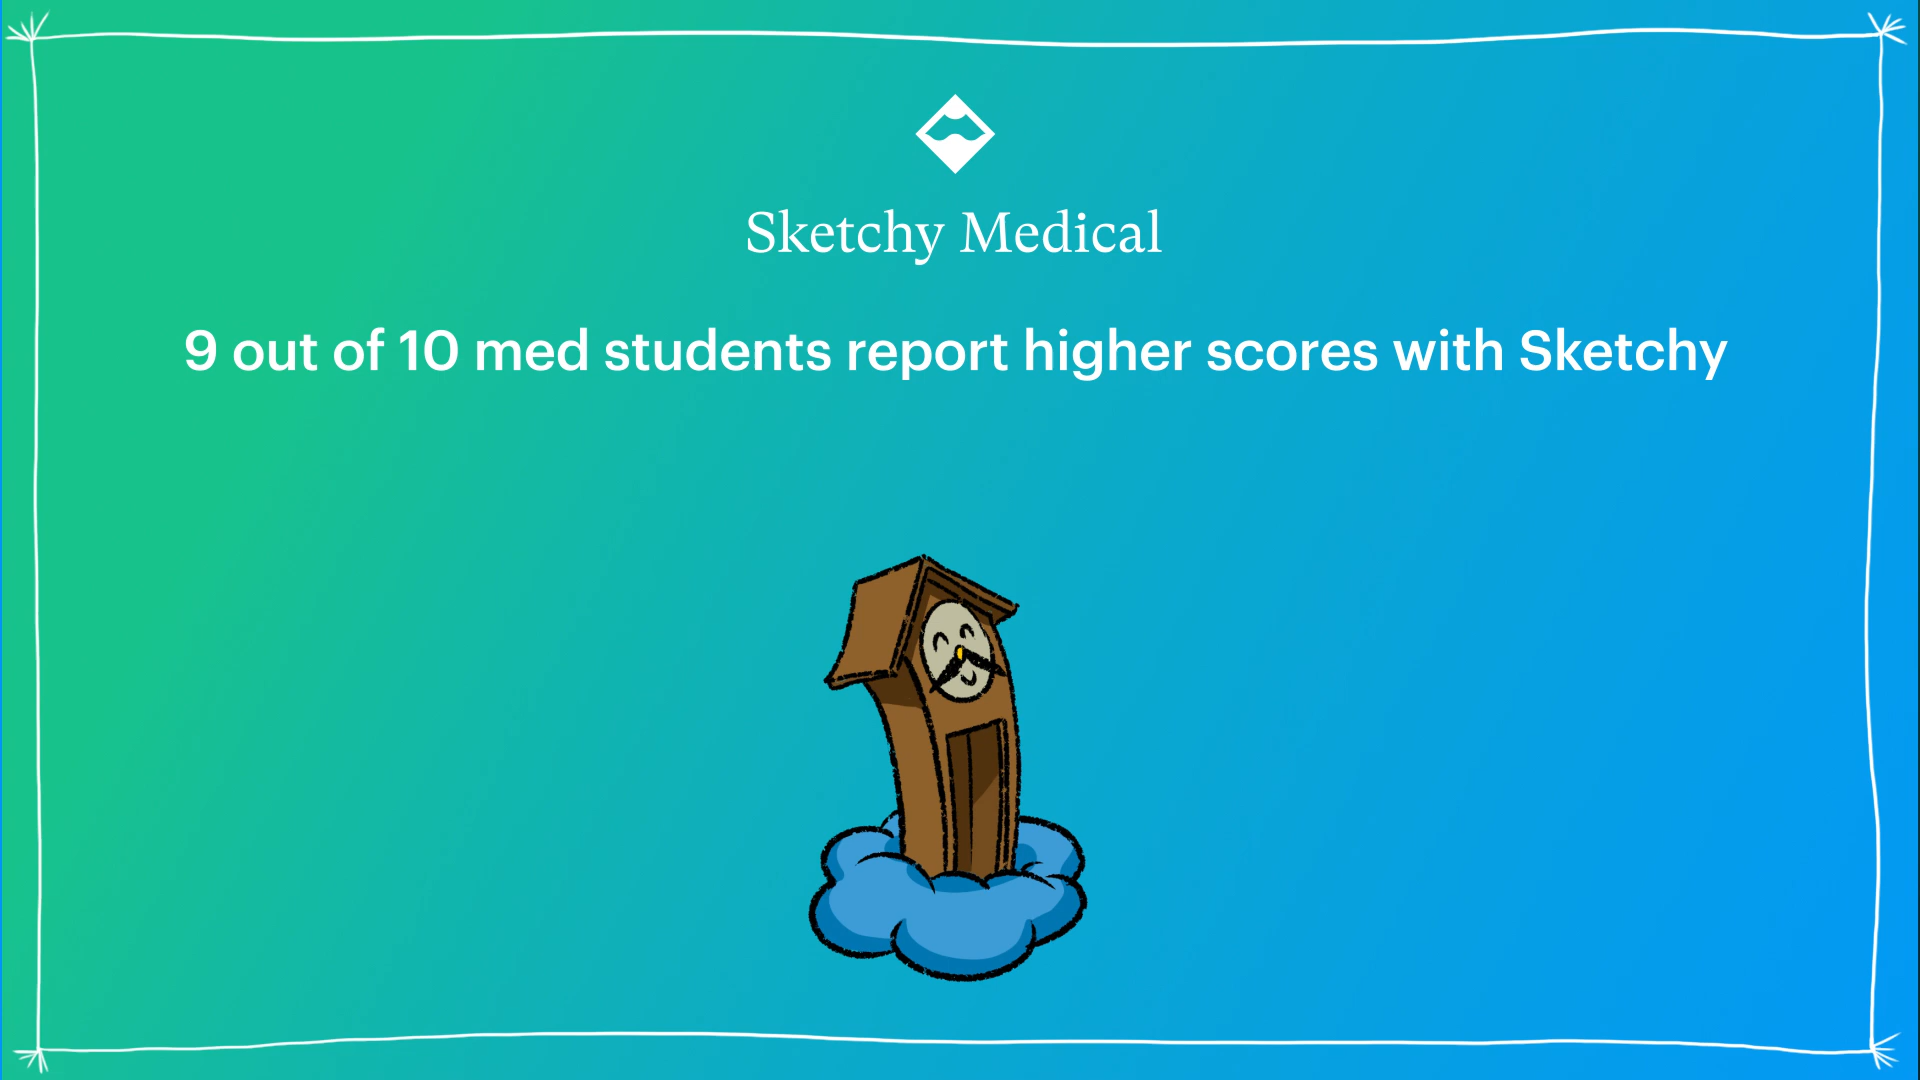 Sketchy Medical
9 out of 10 med students report higher scores with Sketchy